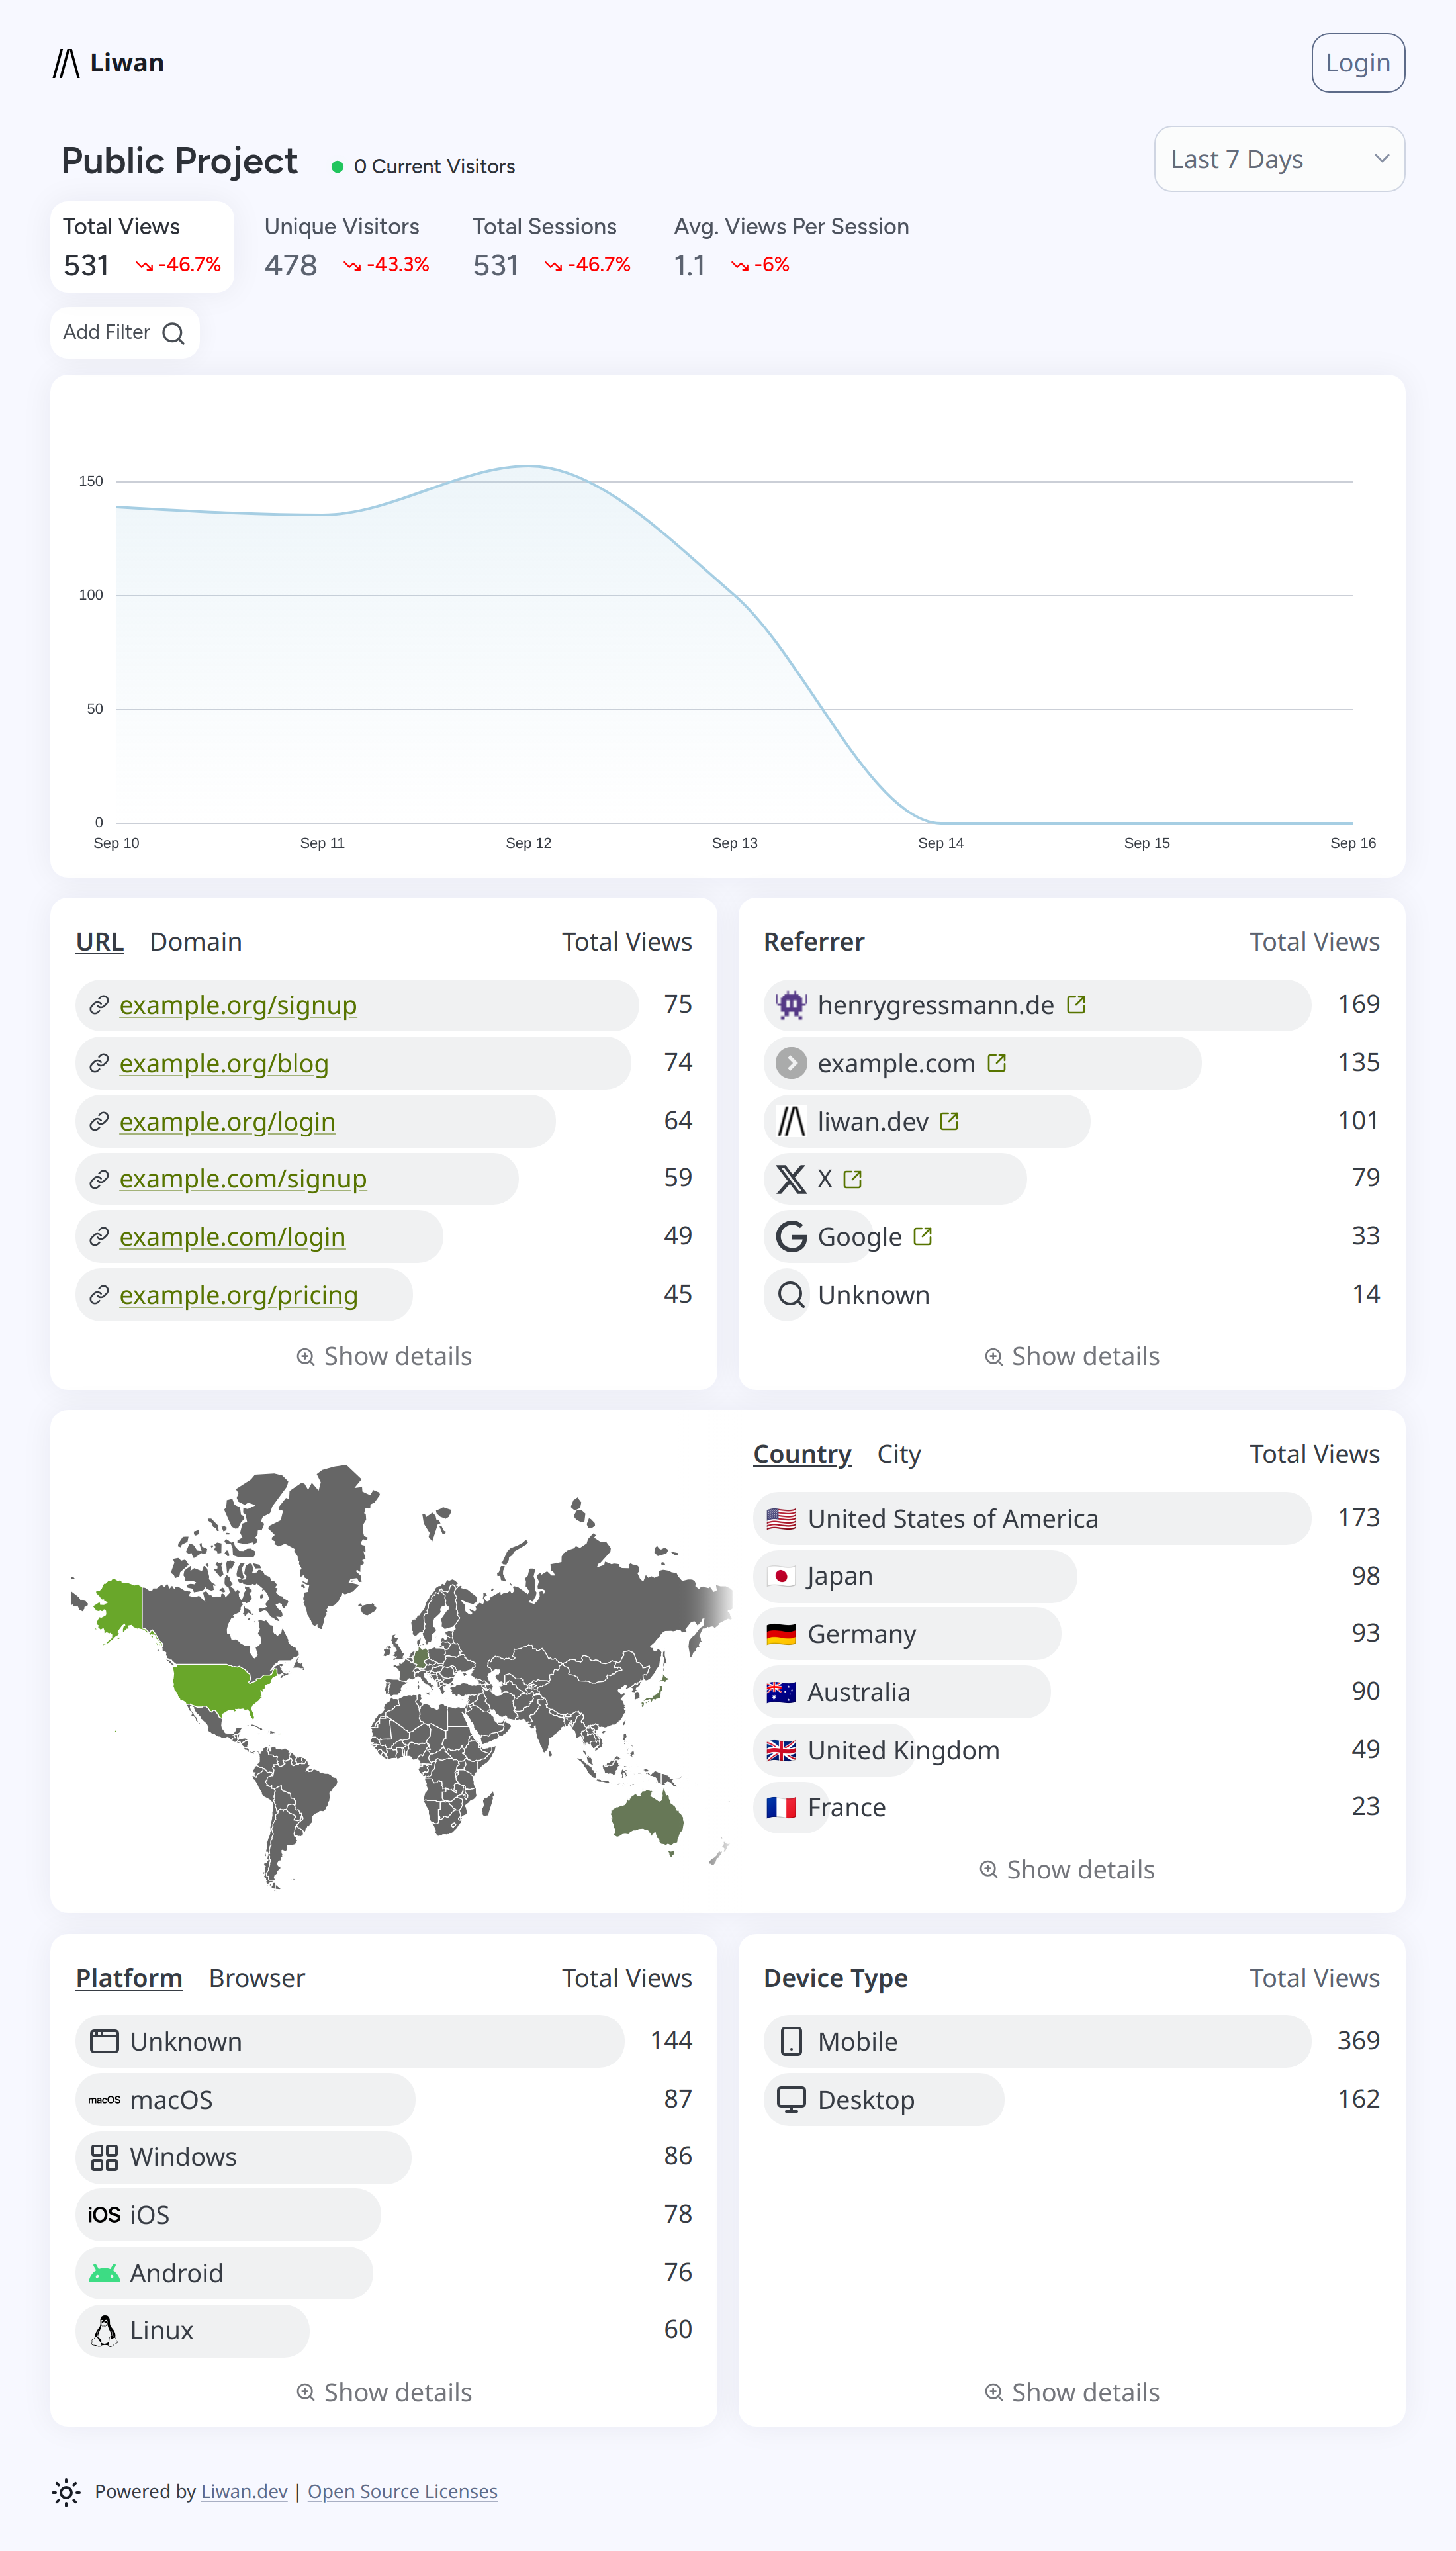 Liwan
Login
Public Project
0 Current Visitors
Last 7 Days
Total Views
531 -46.7%
Unique Visitors
478 -43.3%
Total Sessions
531 -46.7%
Avg. Views Per Session
1.1 -6%
Add Filter
150
100
50
0
Sep 10 Sep 11 Sep 12 Sep 13 Sep 14 Sep 15 Sep 16
URL Domain Total Views
example.org/signup 75
example.org/blog 74
example.org/login 64
example.com/signup 59
example.com/login 49
example.org/pricing 45
Show details
Referrer Total Views
henrygressmann.de 169
example.com 135
liwan.dev 101
X 79
Google 33
Unknown 14
Show details
Country City Total Views
United States of America 173
Japan 98
Germany 93
Australia 90
United Kingdom 49
France 23
Show details
Platform Browser Total Views
Unknown 144
macOS macOS 87
Windows 86
iOS iOS 78
Android 76
Linux 60
Show details
Device Type Total Views
Mobile 369
Desktop 162
Show details
Powered by Liwan.dev | Open Source Licenses